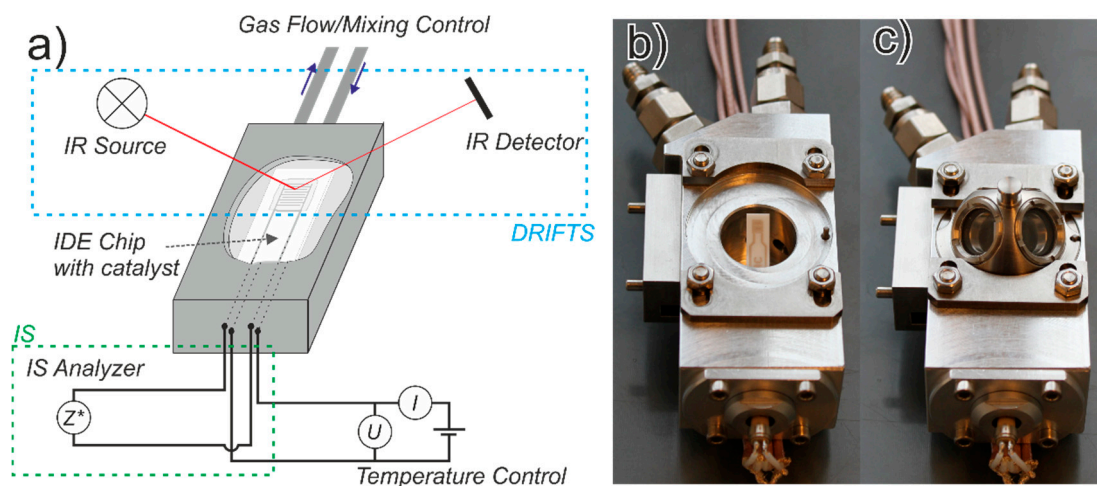 a)
Gas Flow/Mixing Control
IR Source
IR Detector
DRIFTS
IDE Chip
with catalyst
IS
IS Analyzer
Z*
U
I
Temperature Control
b)
c)